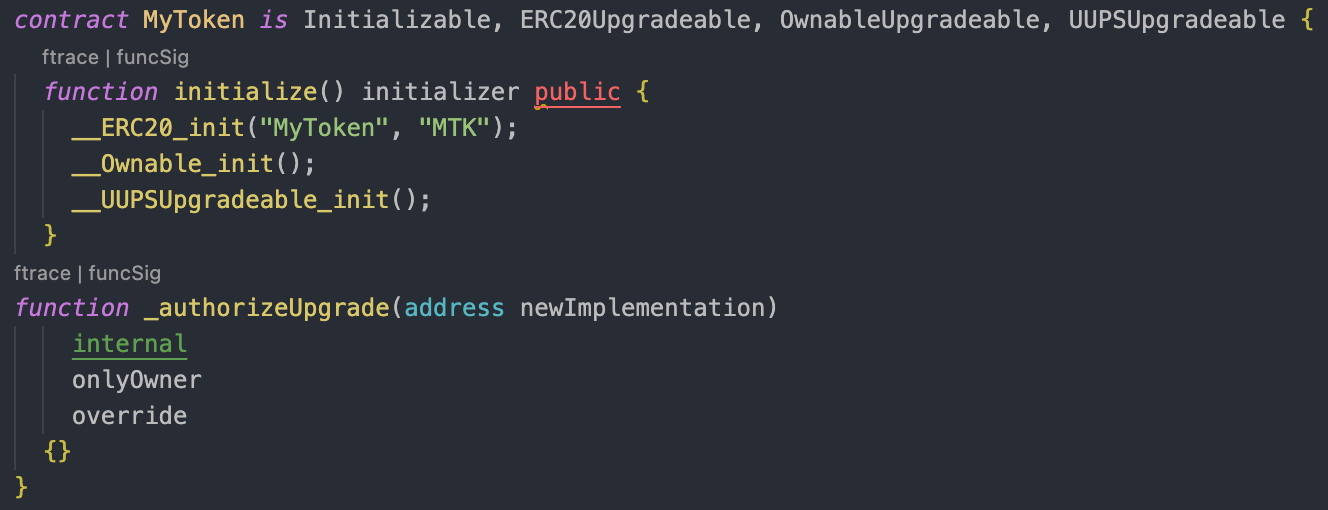 contract MyToken is Initializable, ERC20Upgradeable, OwnableUpgradeable, UUPSUpgradeable {
ftrace | funcSig
function initialize() initializer public {
__ERC20_init("MyToken", "MTK");
__Ownable_init();
__UUPSUpgradeable_init();
}
ftrace | funcSig
function _authorizeUpgrade(address newImplementation)
internal
onlyOwner
override
{}
}